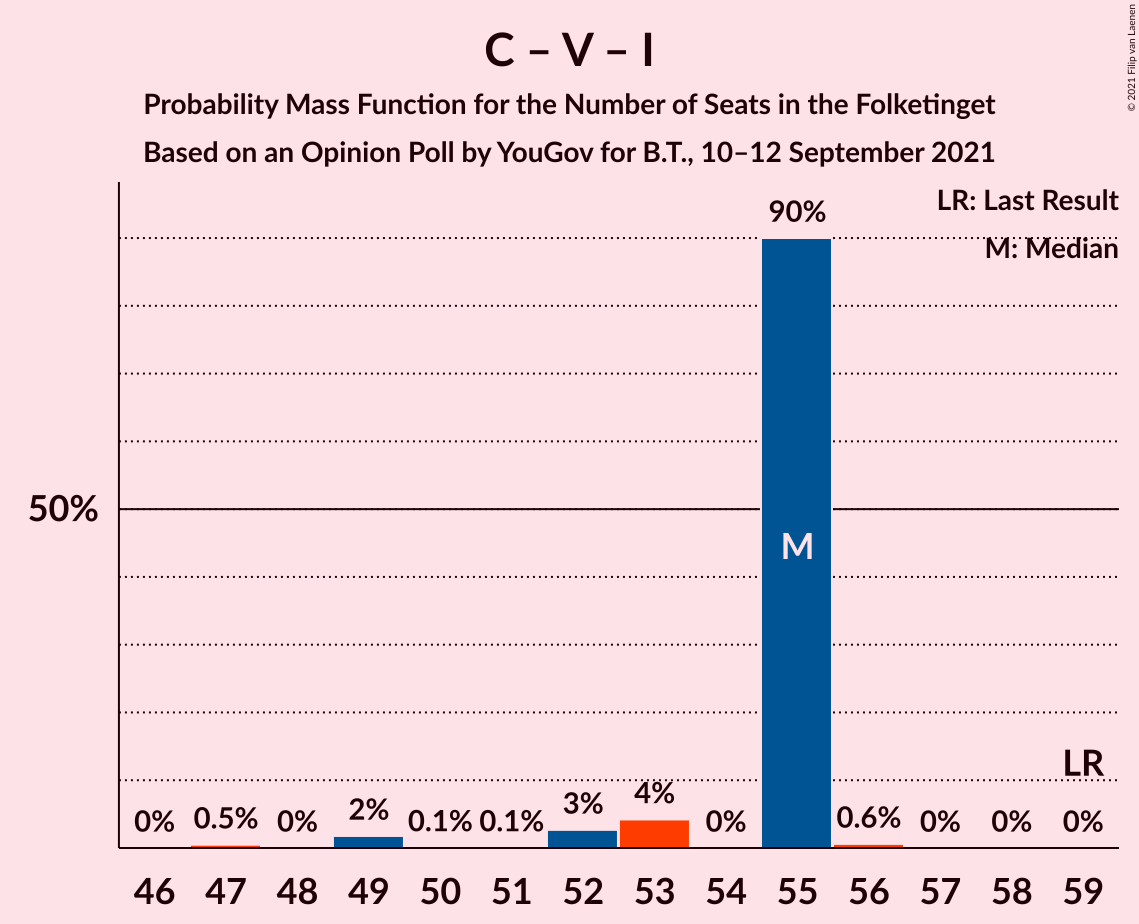 C – V – I
Probability Mass Function for the Number of Seats in the Folketinget
Based on an Opinion Poll by YouGov for B.T., 10–12 September 2021
© 2021 Filip van Laenen
LR: Last Result
M: Median
90%
50%
M
LR
0% 0.5% 0% 2% 0.1% 0.1% 3% 4% 0% 0.6% 0% 0% 0%
46 47 48 49 50 51 52 53 54 55 56 57 58 59